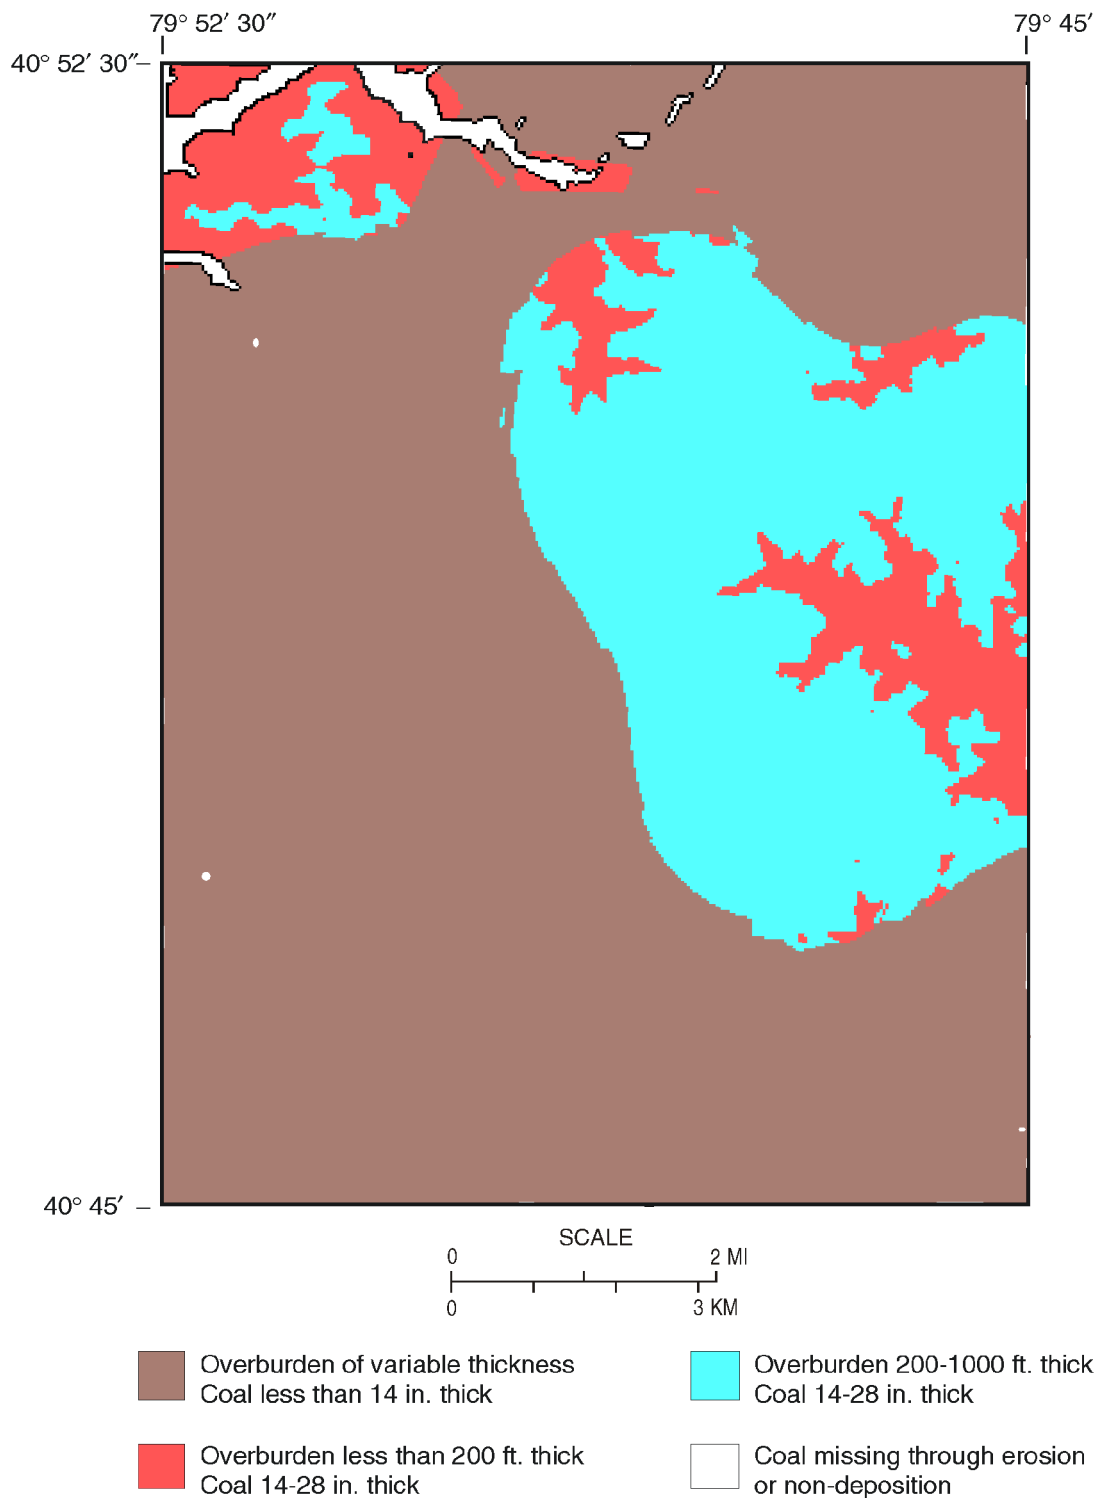 79° 52′ 30″
79° 45′
40° 52′ 30″
40° 45′
SCALE
0
2 MI
0
3 KM
Overburden of variable thickness
Coal less than 14 in. thick
Overburden 200-1000 ft. thick
Coal 14-28 in. thick
Overburden less than 200 ft. thick
Coal 14-28 in. thick
Coal missing through erosion
or non-deposition